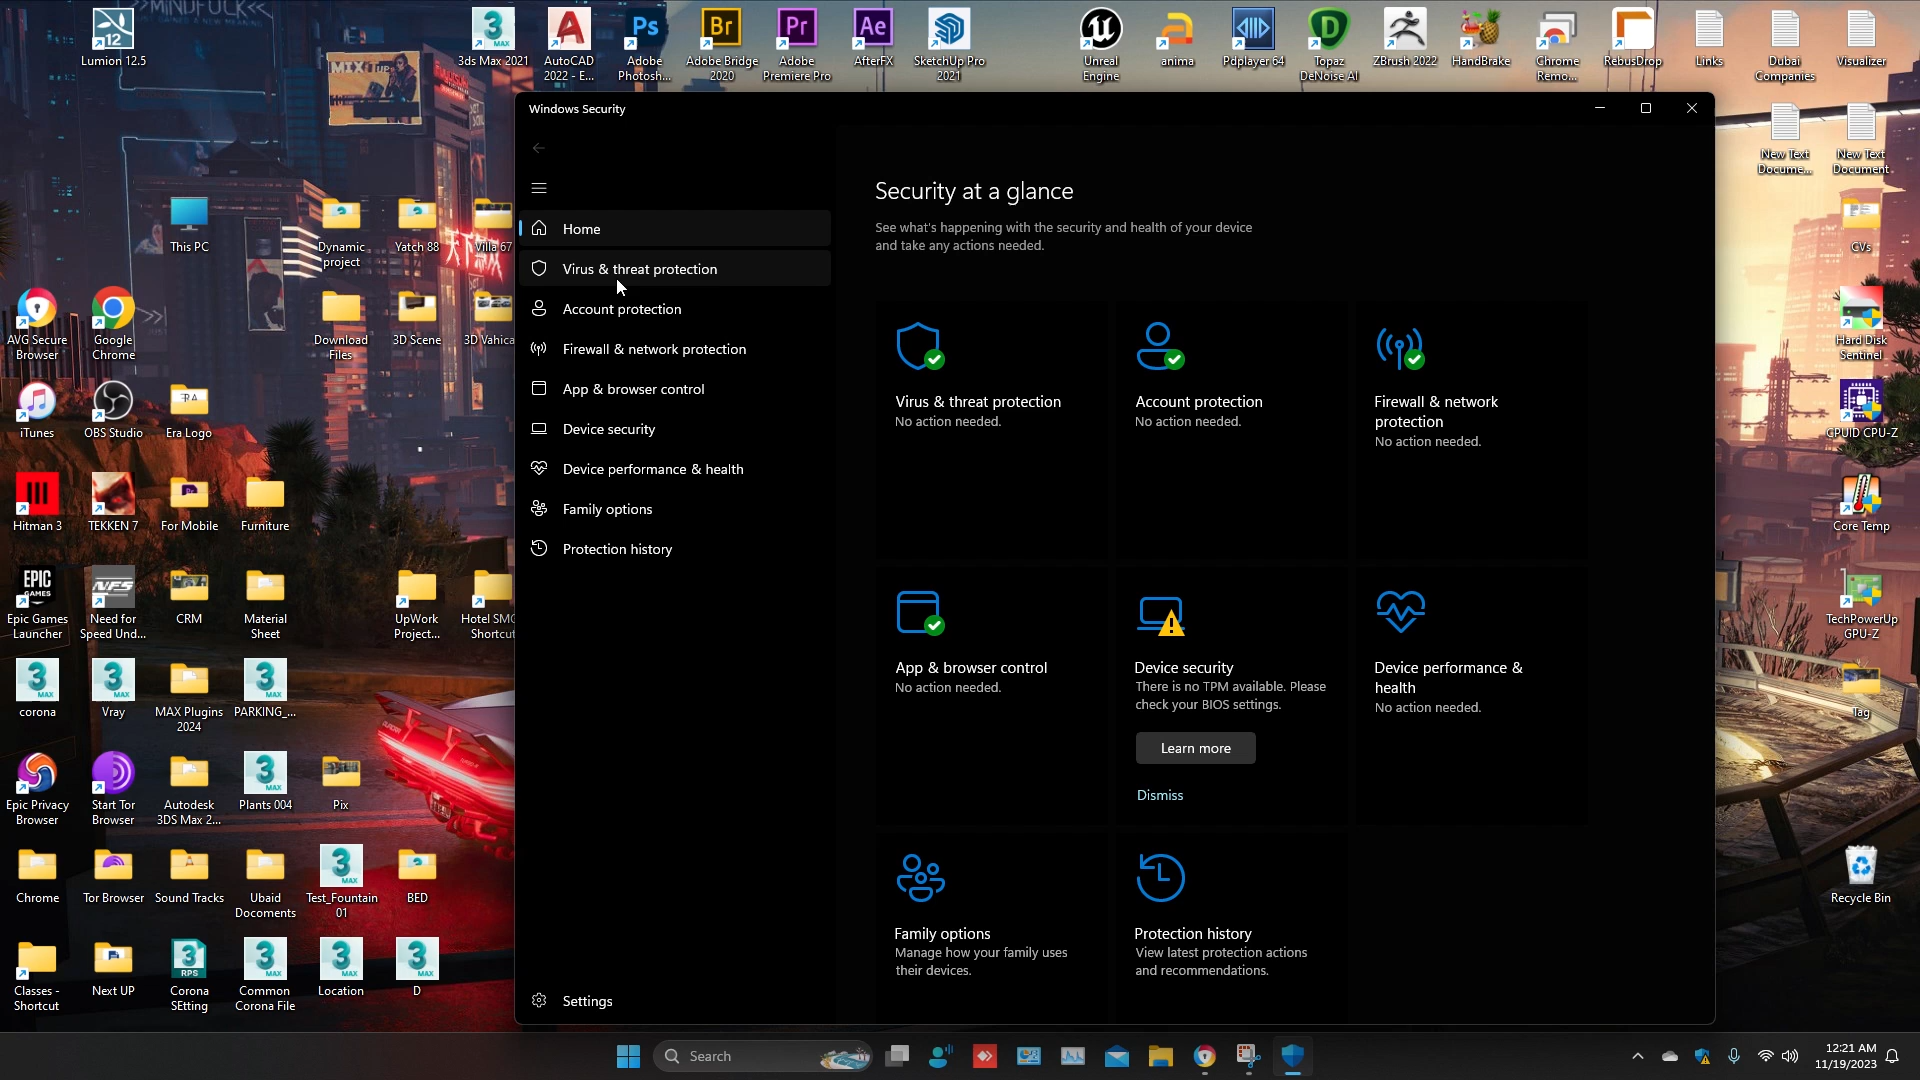 >>MINDFUCK<<
MIX IT UP
Lumion 12.5
3ds Max 2021
AutoCAD
2022 - E...
Adobe
Photosh...
Adobe Bridge
2020
Adobe
Premiere Pro
AfterFX
SketchUp Pro
2021
Unreal
Engine
anima
Pdplayer 64
Topaz
DeNoise AI
ZBrush 2022
HandBrake
Chrome
Remo...
RebusDrop
Links
Dubai
Companies
Visualizer
New Text
Docume...
New Text
Document
This PC
Dynamic
project
Yatch 88
Villa 67
CVs
AVG Secure
Browser
Google
Chrome
Download
Files
3D Scene
3D Vahica
Hard Disk
Sentinel
iTunes
OBS Studio
Era Logo
CPUID CPU-Z
Hitman 3
TEKKEN 7
For Mobile
Furniture
Core Temp
EPIC
GAMES
NFS
Epic Games
Launcher
Need for
Speed Und...
CRM
Material
Sheet
UpWork
Project...
Hotel SMC
Shortcut
TechPowerUp
GPU-Z
corona
Vray
MAX Plugins
2024
PARKING_...
Tag
Epic Privacy
Browser
Start Tor
Browser
Autodesk
3DS Max 2...
Plants 004
Pix
Chrome
Tor Browser
Sound Tracks
Ubaid
Docoments
Test_Fountain
01
BED
Recycle Bin
Classes -
Shortcut
Next UP
Corona
SEtting
Common
Corona File
Location
D
Windows Security
Home
Virus & threat protection
Account protection
Firewall & network protection
App & browser control
Device security
Device performance & health
Family options
Protection history
Settings
Security at a glance
See what's happening with the security and health of your device
and take any actions needed.
Virus & threat protection
No action needed.
Account protection
No action needed.
Firewall & network
protection
No action needed.
App & browser control
No action needed.
Device security
There is no TPM available. Please
check your BIOS settings.
Learn more
Dismiss
Device performance &
health
No action needed.
Family options
Manage how your family uses
their devices.
Protection history
View latest protection actions
and recommendations.
Search
12:21 AM
11/19/2023